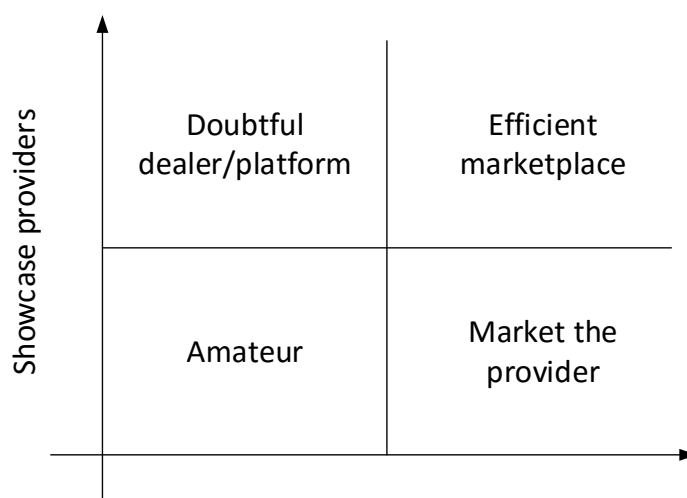 Showcase providers
Doubtful
dealer/platform
Efficient
marketplace
Amateur
Market the
provider